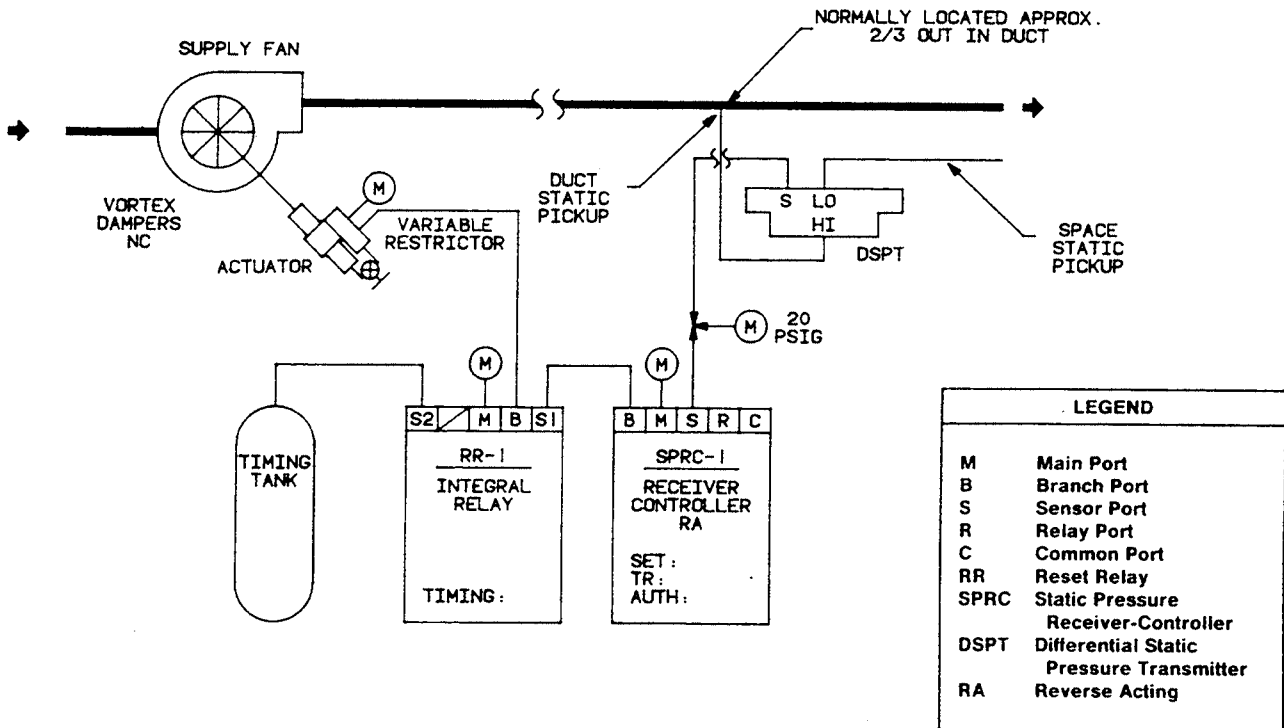 NORMALLY LOCATED APPROX.
2/3 OUT IN DUCT
SUPPLY FAN
DUCT
STATIC
PICKUP
S LO
HI
DSPT
SPACE
STATIC
PICKUP
VORTEX
DAMPERS
NC
M
VARIABLE
RESTRICTOR
ACTUATOR
M
20
PSIG
M
M
TIMING
TANK
S2 M B S1
RR-1
INTEGRAL
RELAY
TIMING:
B M S R C
SPRC-1
RECEIVER
CONTROLLER
RA
SET:
TR:
AUTH:
LEGEND
M Main Port
B Branch Port
S Sensor Port
R Relay Port
C Common Port
RR Reset Relay
SPRC Static Pressure
Receiver-Controller
DSPT Differential Static
Pressure Transmitter
RA Reverse Acting